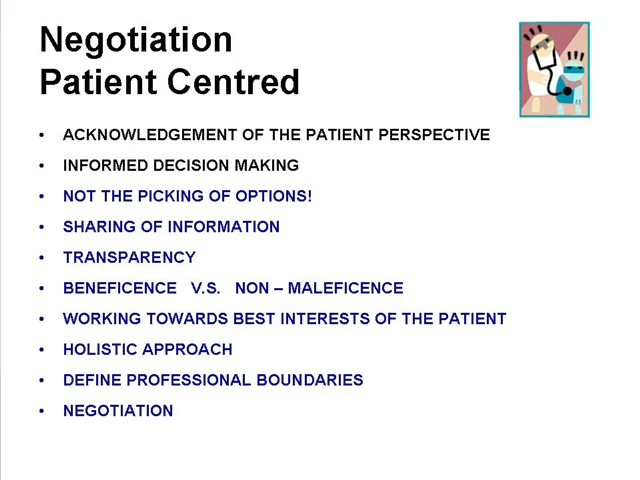 Negotiation
Patient Centred
• ACKNOWLEDGEMENT OF THE PATIENT PERSPECTIVE
• INFORMED DECISION MAKING
• NOT THE PICKING OF OPTIONS!
• SHARING OF INFORMATION
• TRANSPARENCY
• BENEFICENCE V.S. NON – MALEFICENCE
• WORKING TOWARDS BEST INTERESTS OF THE PATIENT
• HOLISTIC APPROACH
• DEFINE PROFESSIONAL BOUNDARIES
• NEGOTIATION